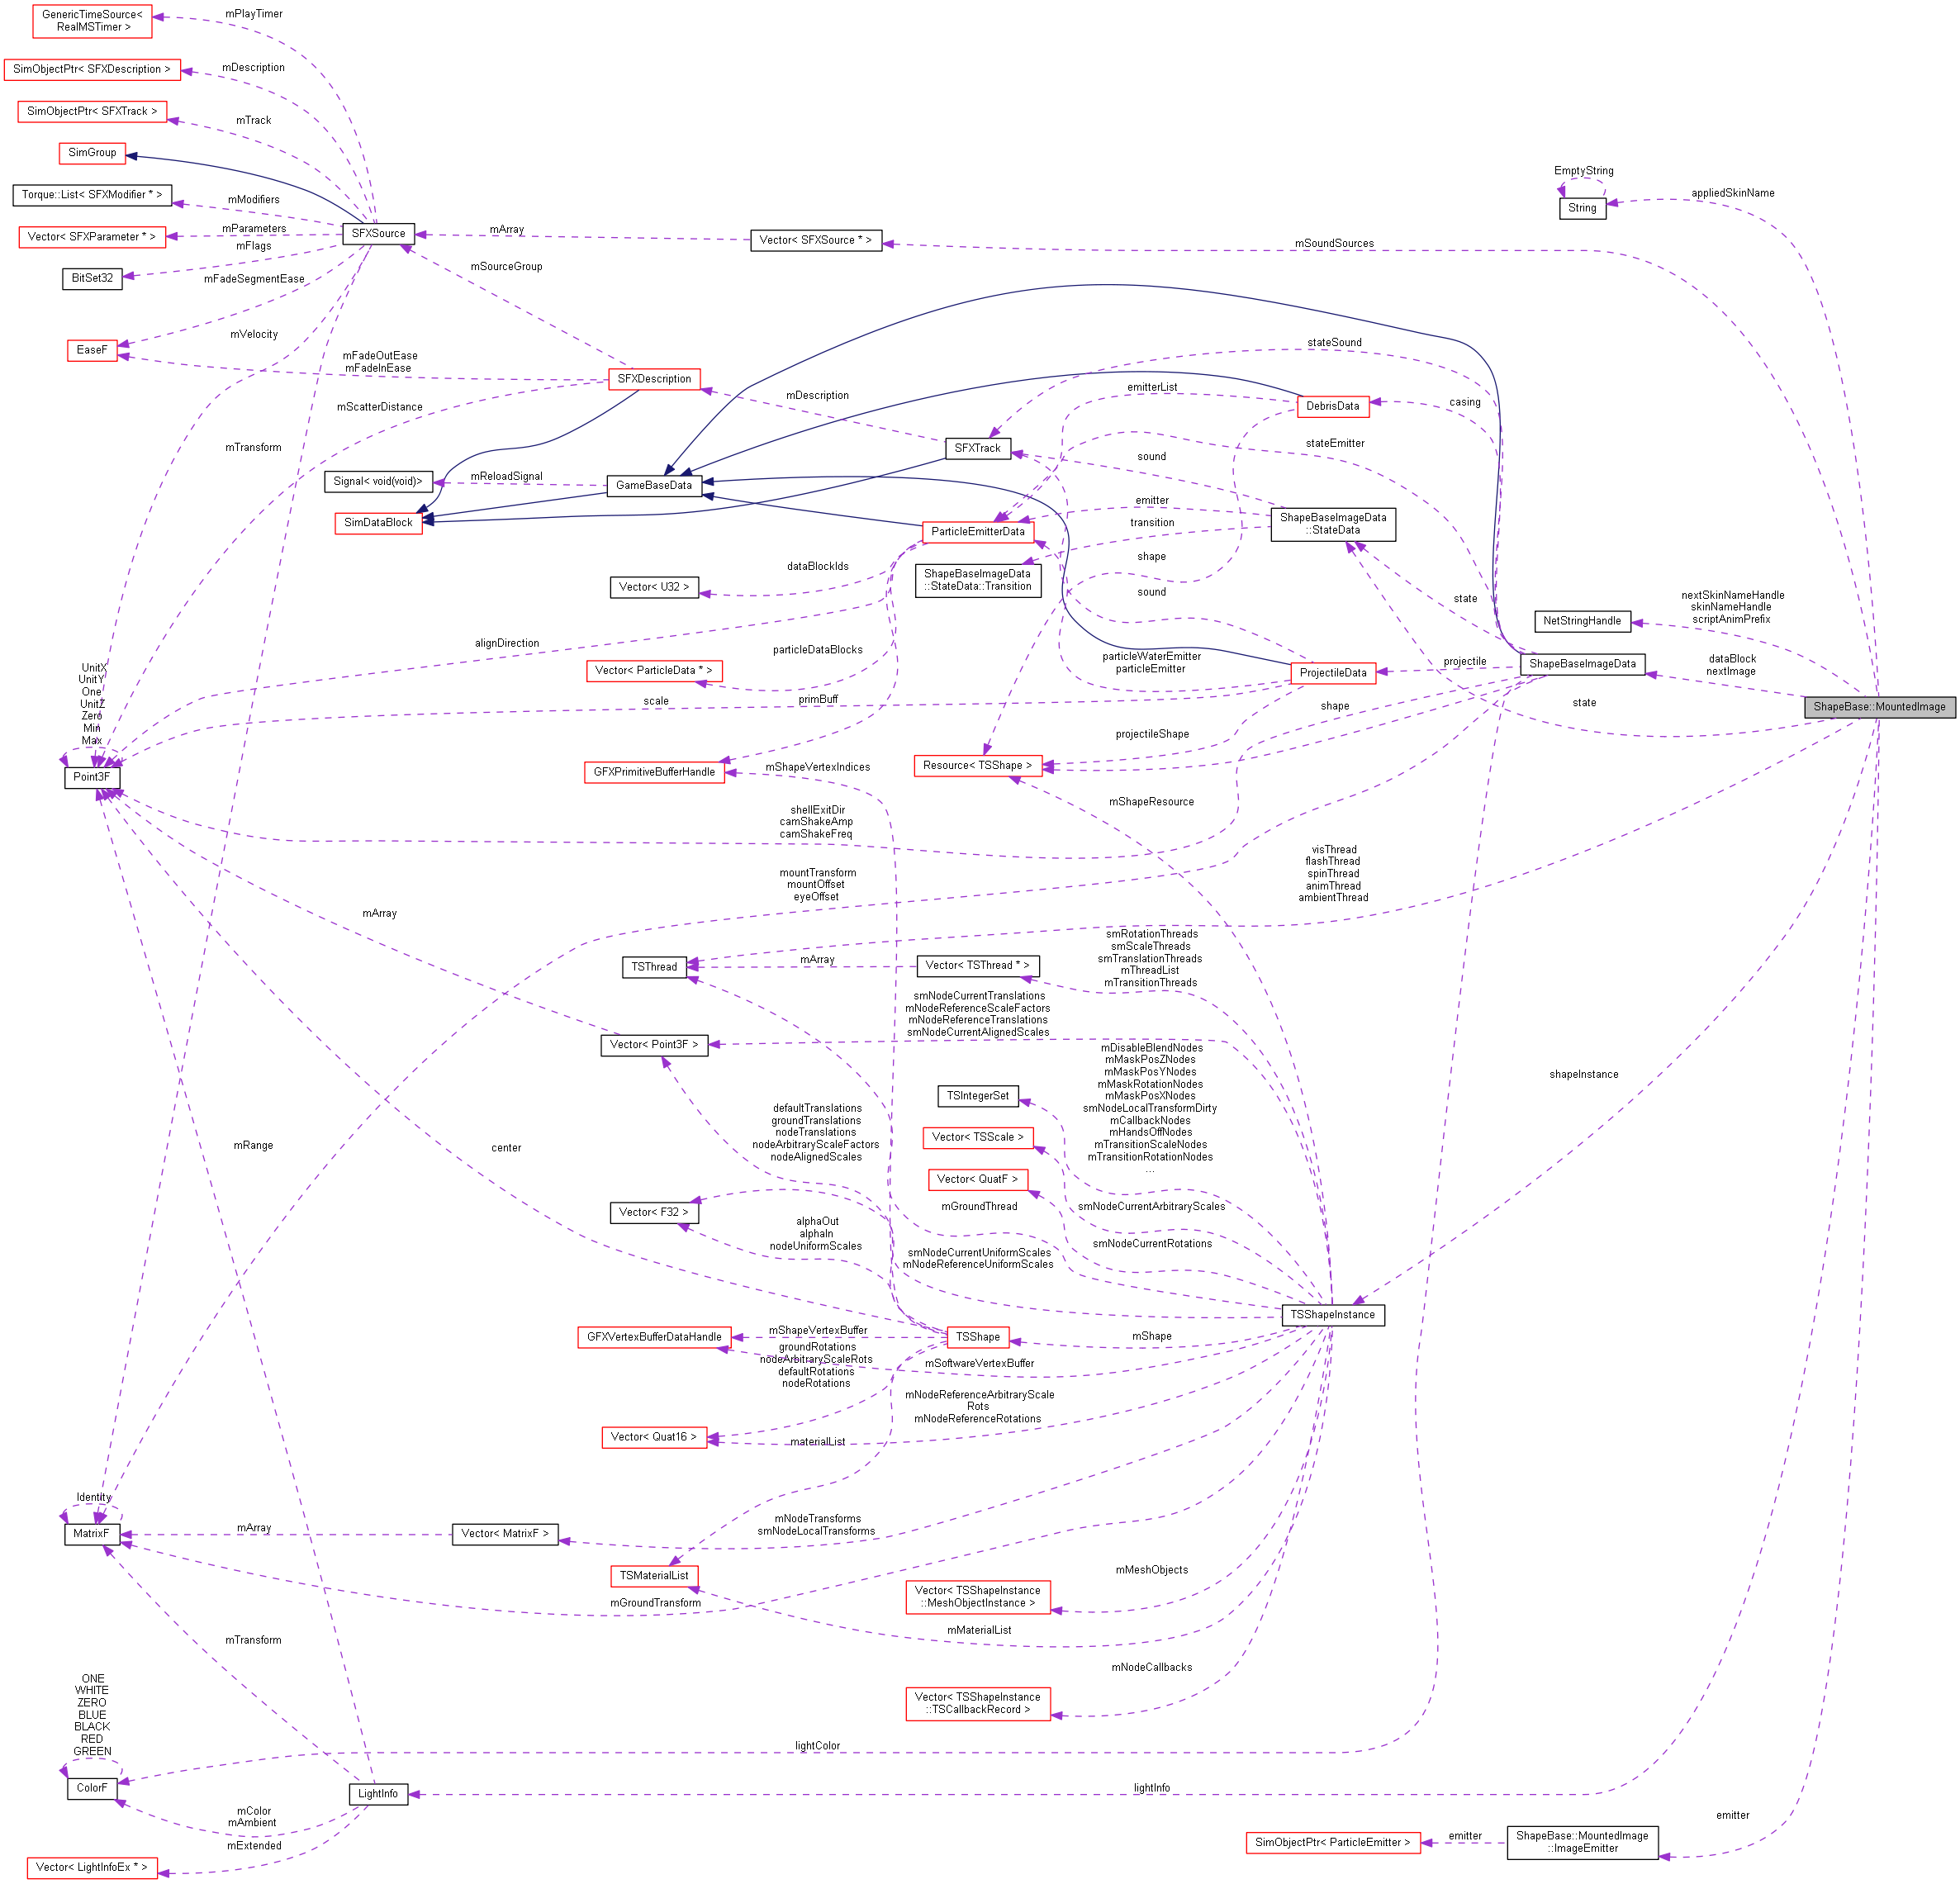 GenericTimeSource<
RealMSTimer >
mPlayTimer
SimObjectPtr< SFXDescription >
mDescription
SimObjectPtr< SFXTrack >
mTrack
SimGroup
EmptyString
Torque::List< SFXModifier * >
mModifiers
appliedSkinName
String
Vector< SFXParameter * >
mParameters
SFXSource
mArray
Vector< SFXSource * >
mSoundSources
mFlags
BitSet32
mFadeSegmentEase
mSourceGroup
mVelocity
EaseF
mFadeOutEase
mFadeInEase
SFXDescription
stateSound
mDescription
emitterList
DebrisData
casing
mScatterDistance
mTransform
SFXTrack
stateEmitter
Signal< void(void)>
mReloadSignal
GameBaseData
sound
SimDataBlock
ParticleEmitterData
emitter
transition
ShapeBaseImageData
::StateData
dataBlockIds
Vector< U32 >
ShapeBaseImageData
::StateData::Transition
shape
sound
state
nextSkinNameHandle
skinNameHandle
scriptAnimPrefix
NetStringHandle
alignDirection
particleDataBlocks
Vector< ParticleData * >
particleWaterEmitter
particleEmitter
ProjectileData
projectile
ShapeBaseImageData
dataBlock
nextImage
UnitX
UnitY
One
UnitZ
Zero
Min
Max
scale
primBuff
shape
state
ShapeBase::MountedImage
projectileShape
Point3F
GFXPrimitiveBufferHandle
mShapeVertexIndices
Resource< TSShape >
mShapeResource
shellExitDir
camShakeAmp
camShakeFreq
visThread
flashThread
spinThread
animThread
ambientThread
mountTransform
mountOffset
eyeOffset
mArray
smRotationThreads
smScaleThreads
smTranslationThreads
mThreadList
mTransitionThreads
TSThread
mArray
Vector< TSThread * >
smNodeCurrentTranslations
mNodeReferenceScaleFactors
mNodeReferenceTranslations
smNodeCurrentAlignedScales
Vector< Point3F >
mDisableBlendNodes
mMaskPosZNodes
mMaskPosYNodes
mMaskRotationNodes
mMaskPosXNodes
smNodeLocalTransformDirty
mCallbackNodes
mHandsOffNodes
mTransitionScaleNodes
mTransitionRotationNodes
...
shapeInstance
TSIntegerSet
defaultTranslations
groundTranslations
nodeTranslations
nodeArbitraryScaleFactors
nodeAlignedScales
Vector< TSScale >
mRange
center
Vector< QuatF >
mGroundThread
smNodeCurrentArbitraryScales
Vector< F32 >
alphaOut
alphaIn
nodeUniformScales
smNodeCurrentRotations
smNodeCurrentUniformScales
mNodeReferenceUniformScales
TSShapeInstance
GFXVertexBufferDataHandle
mShapeVertexBuffer
TSShape
mShape
groundRotations
nodeArbitraryScaleRots
defaultRotations
nodeRotations
mSoftwareVertexBuffer
mNodeReferenceArbitraryScale
Rots
mNodeReferenceRotations
Vector< Quat16 >
materialList
Identity
MatrixF
mArray
Vector< MatrixF >
mNodeTransforms
smNodeLocalTransforms
TSMaterialList
mMeshObjects
Vector< TSShapeInstance
::MeshObjectInstance >
mGroundTransform
mMaterialList
mTransform
mNodeCallbacks
Vector< TSShapeInstance
::TSCallbackRecord >
ONE
WHITE
ZERO
BLUE
BLACK
RED
GREEN
lightColor
ColorF
LightInfo
lightInfo
mColor
mAmbient
emitter
mExtended
Vector< LightInfoEx * >
SimObjectPtr< ParticleEmitter >
emitter
ShapeBase::MountedImage
::ImageEmitter